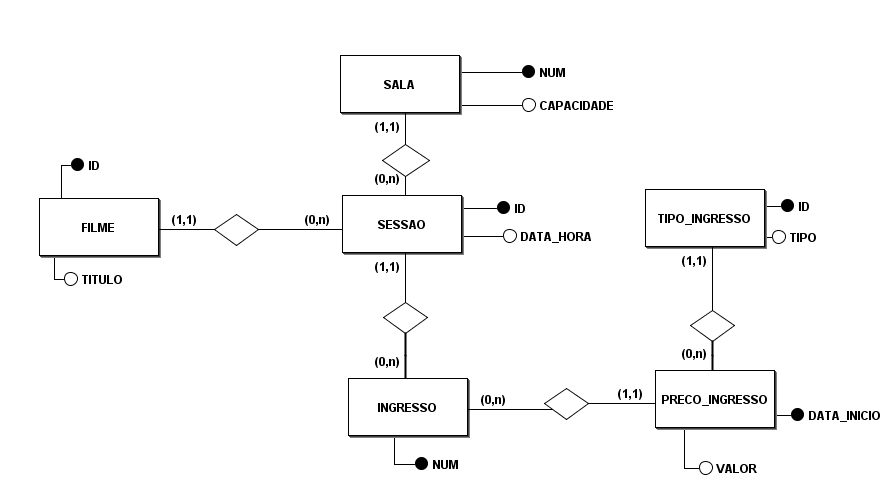 SALA
NUM
CAPACIDADE
(1,1)
(0,n)
ID
FILME
TITULO
(1,1)
(0,n)
SESSAO
ID
DATA_HORA
TIPO_INGRESSO
ID
TIPO
(1,1)
(1,1)
(0,n)
(0,n)
INGRESSO
NUM
(0,n)
(1,1)
PRECO_INGRESSO
DATA_INICIO
VALOR